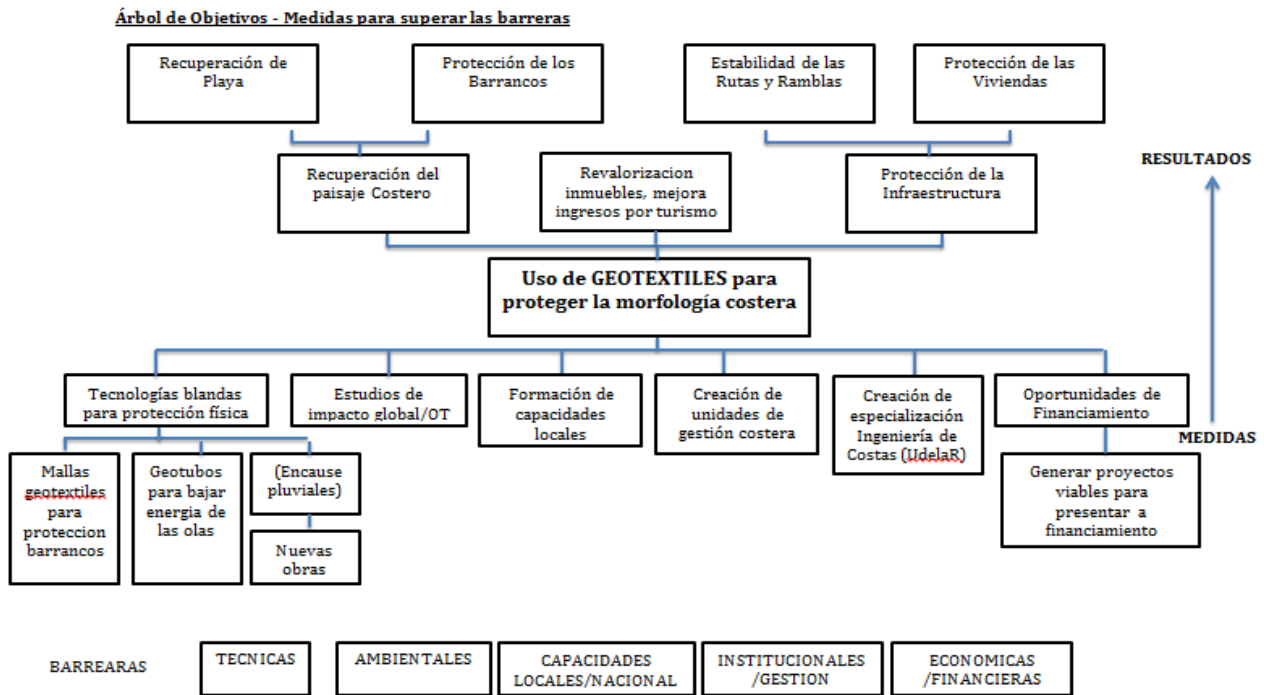 Árbol de Objetivos - Medidas para superar las barreras
Recuperación de
Playa
Protección de los
Barrancos
Estabilidad de las
Rutas y Ramblas
Protección de las
Viviendas
RESULTADOS
Recuperación del
paisaje Costero
Revalorizacion
inmuebles, mejora
ingresos por turismo
Protección de la
Infraestructura
Uso de GEOTEXTILES para
proteger la morfología costera
Tecnologías blandas
para protección física
Estudios de
impacto global/OT
Formación de
capacidades
locales
Creación de
unidades de
gestión costera
Creación de
especialización
Ingeniería de
Costas (UdelaR)
Oportunidades de
Financiamiento
MEDIDAS
Mallas
geotextiles
para
proteccion
barrancos
Geotubos
para bajar
energia de
las olas
(Encause
pluviales)
Nuevas
obras
Generar proyectos
viables para
presentar a
financiamiento
BARREARAS
TECNICAS
AMBIENTALES
CAPACIDADES
LOCALES/NACIONAL
INSTITUCIONALES
/GESTION
ECONOMICAS
/FINANCIERAS